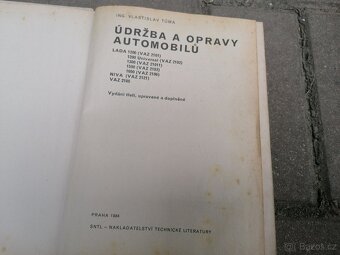 ING. VLASTISLAV TŮMA
ÚDRŽBA A OPRAVY
AUTOMOBILŮ
LADA 1200 (VAZ 2101)
1200 Universal (VAZ 2102)
1300 (VAZ 21011)
1500 (VAZ 2103)
1600 (VAZ 2106)
NIVA (VAZ 2121)
VAZ 2105
Vydání třetí, upravené a doplněné
PRAHA 1984
SNTL – NAKLADATELSTVÍ TECHNICKÉ LITERATURY
Sbazoš.cz